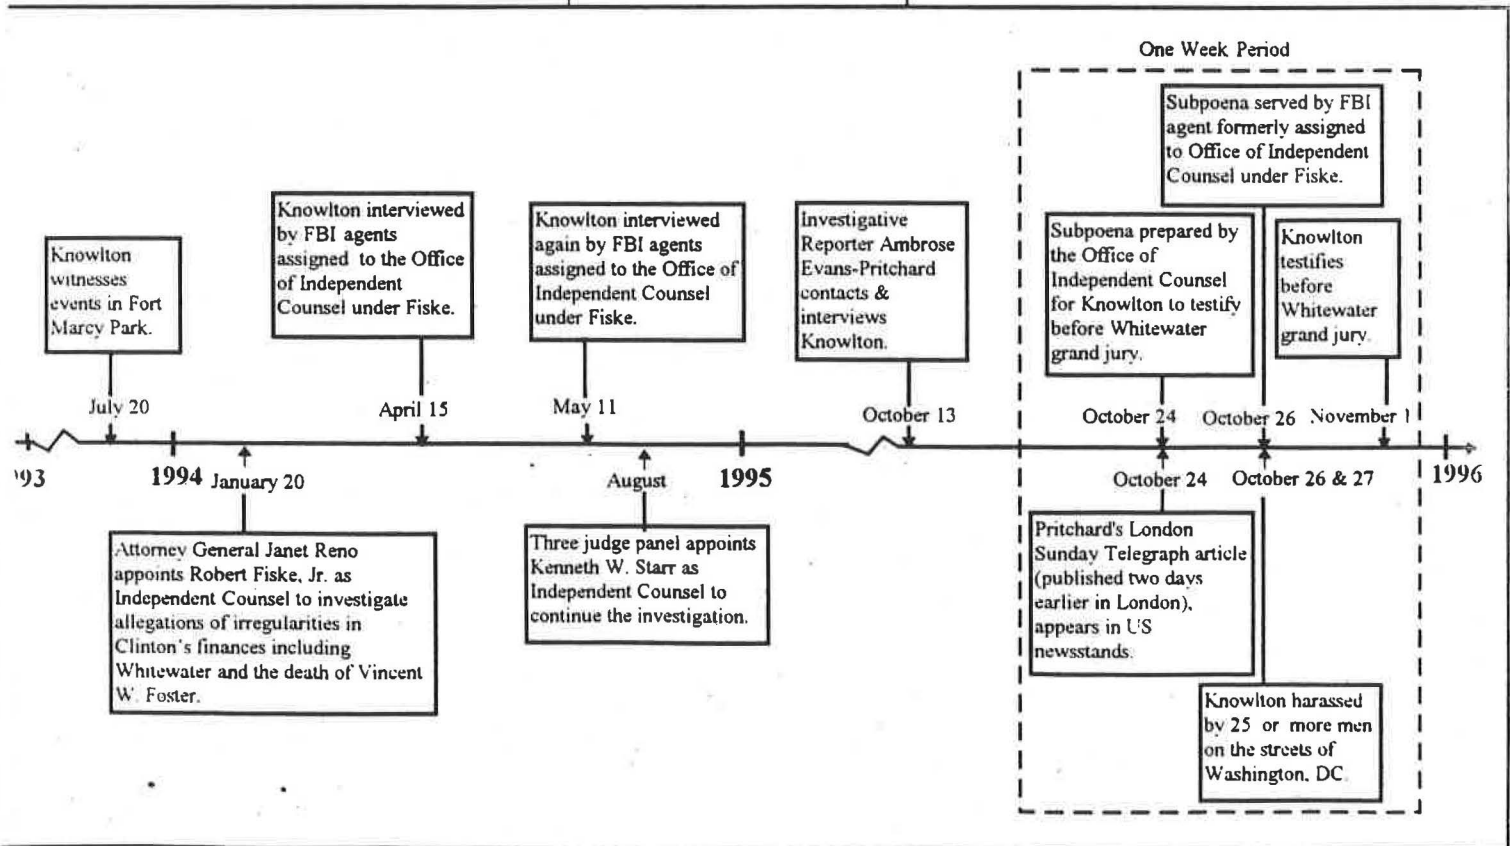 One Week Period
Subpoena served by FBI
agent formerly assigned
to Office of Independent
Counsel under Fiske.
Knowlton interviewed
by FBI agents
assigned to the Office
of Independent
Counsel under Fiske.
Knowlton interviewed
again by FBI agents
assigned to the Office of
Independent Counsel
under Fiske.
Investigative
Reporter Ambrose
Evans-Pritchard
contacts &
interviews
Knowlton.
Subpoena prepared by
the Office of
Independent Counsel
for Knowlton to testify
before Whitewater
grand jury.
Knowlton
testifies
before
Whitewater
grand jury.
Knowlton
witnesses
events in Fort
Marcy Park.
July 20
April 15
May 11
October 13
October 24
October 26
November 1
'93
1994
January 20
August
1995
October 24
October 26 & 27
1996
Attorney General Janet Reno
appoints Robert Fiske, Jr. as
Independent Counsel to investigate
allegations of irregularities in
Clinton's finances including
Whitewater and the death of Vincent
W. Foster.
Three judge panel appoints
Kenneth W. Starr as
Independent Counsel to
continue the investigation.
Pritchard's London
Sunday Telegraph article
(published two days
earlier in London),
appears in US
newsstands.
Knowlton harassed
by 25 or more men
on the streets of
Washington, DC.